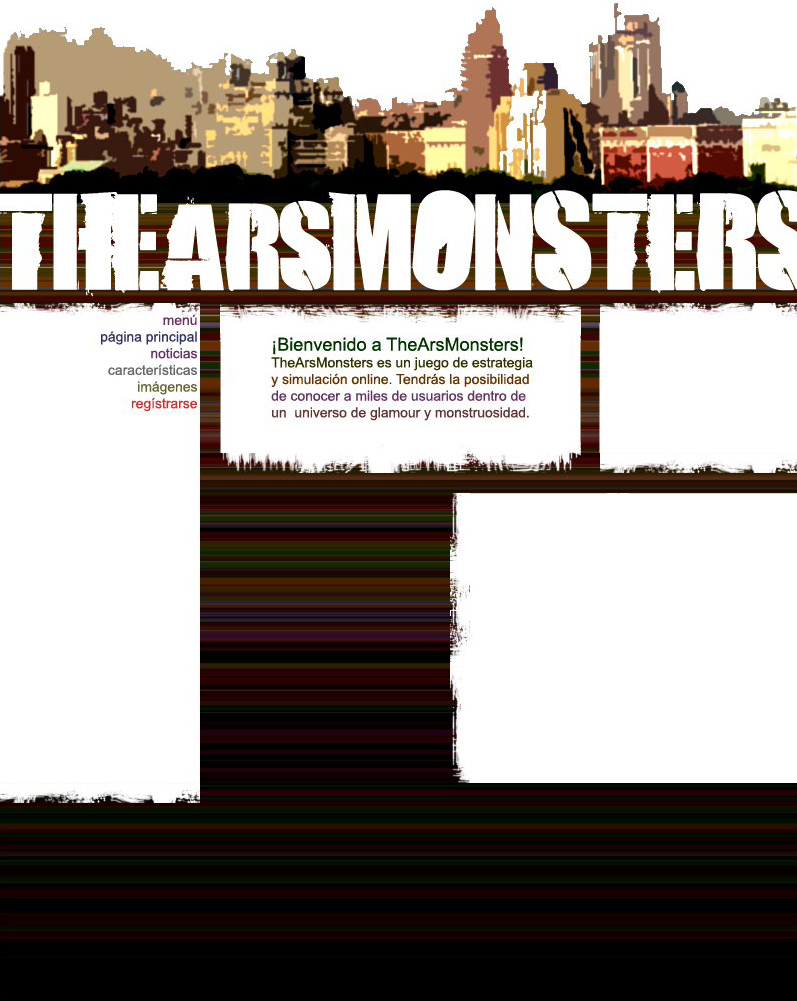 THEARSMONSTERS
menú
página principal
noticias
características
imágenes
regístrarse
¡Bienvenido a TheArsMonsters!
TheArsMonsters es un juego de estrategia
y simulación online. Tendrás la posibilidad
de conocer a miles de usuarios dentro de
un universo de glamour y monstruosidad.